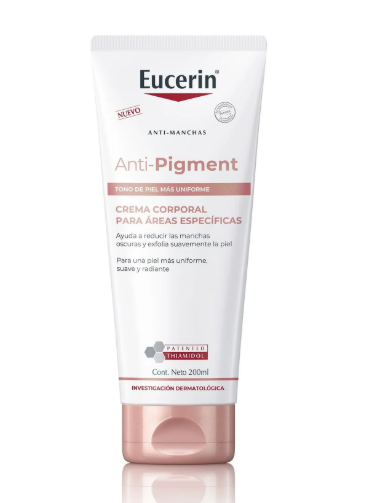 Eucerin®
NUEVO
ANTI-MANCHAS
Anti-Pigment
TONO DE PIEL MÁS UNIFORME
CREMA CORPORAL
PARA ÁREAS ESPECÍFICAS
Ayuda a reducir las manchas
oscuras y exfolia suavemente la piel
Para una piel más uniforme,
suave y radiante
PATENTED
THIAMIDOL
Cont. Neto 200ml
INVESTIGACIÓN DERMATOLÓGICA